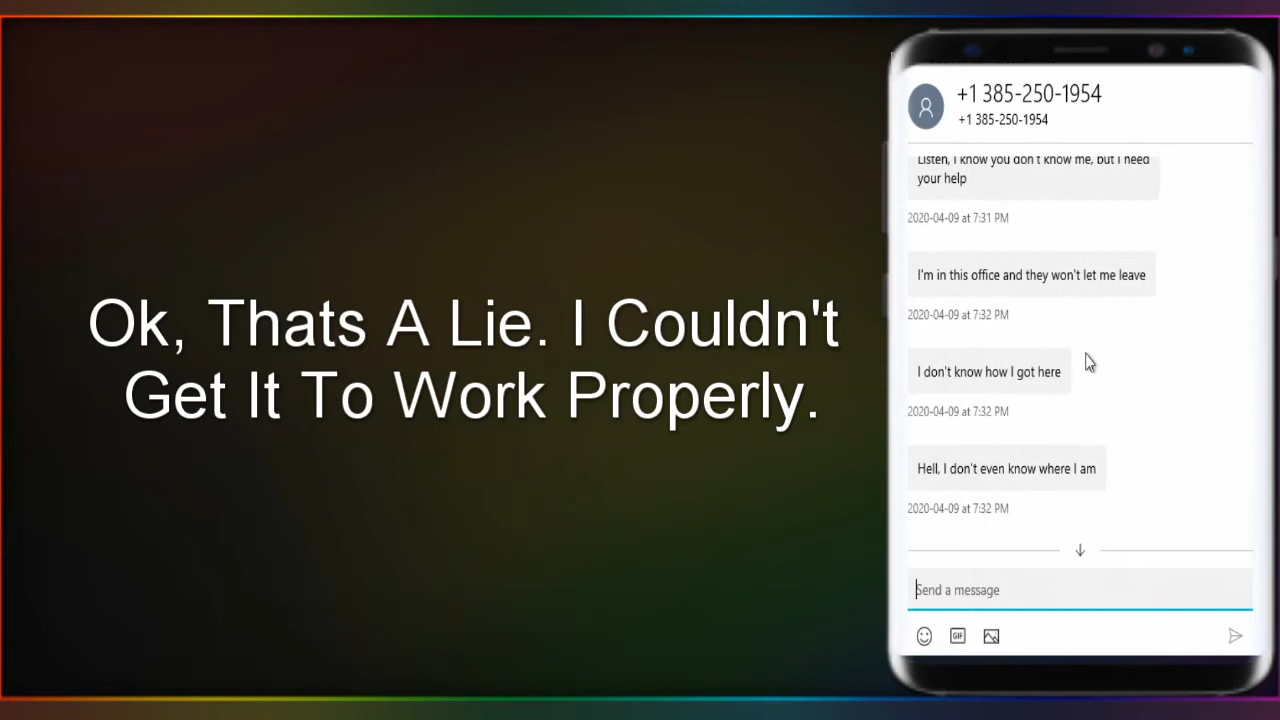 Ok, Thats A Lie. I Couldn't
Get It To Work Properly.
+1 385-250-1954
+1 385-250-1954
Listen, I know you don't know me, but I need
your help
2020-04-09 at 7:31 PM
I'm in this office and they won't let me leave
2020-04-09 at 7:32 PM
I don't know how I got here
2020-04-09 at 7:32 PM
Hell, I don't even know where I am
2020-04-09 at 7:32 PM
Send a message
GIF